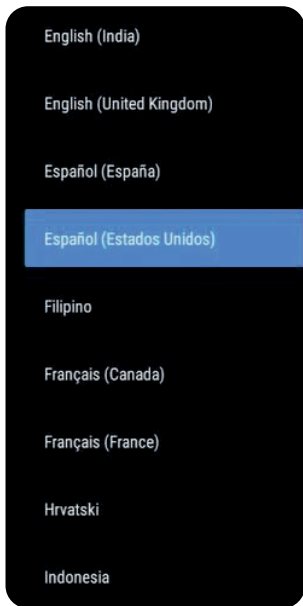 English (India)
English (United Kingdom)
Español (España)
Español (Estados Unidos)
Filipino
Français (Canada)
Français (France)
Hrvatski
Indonesia